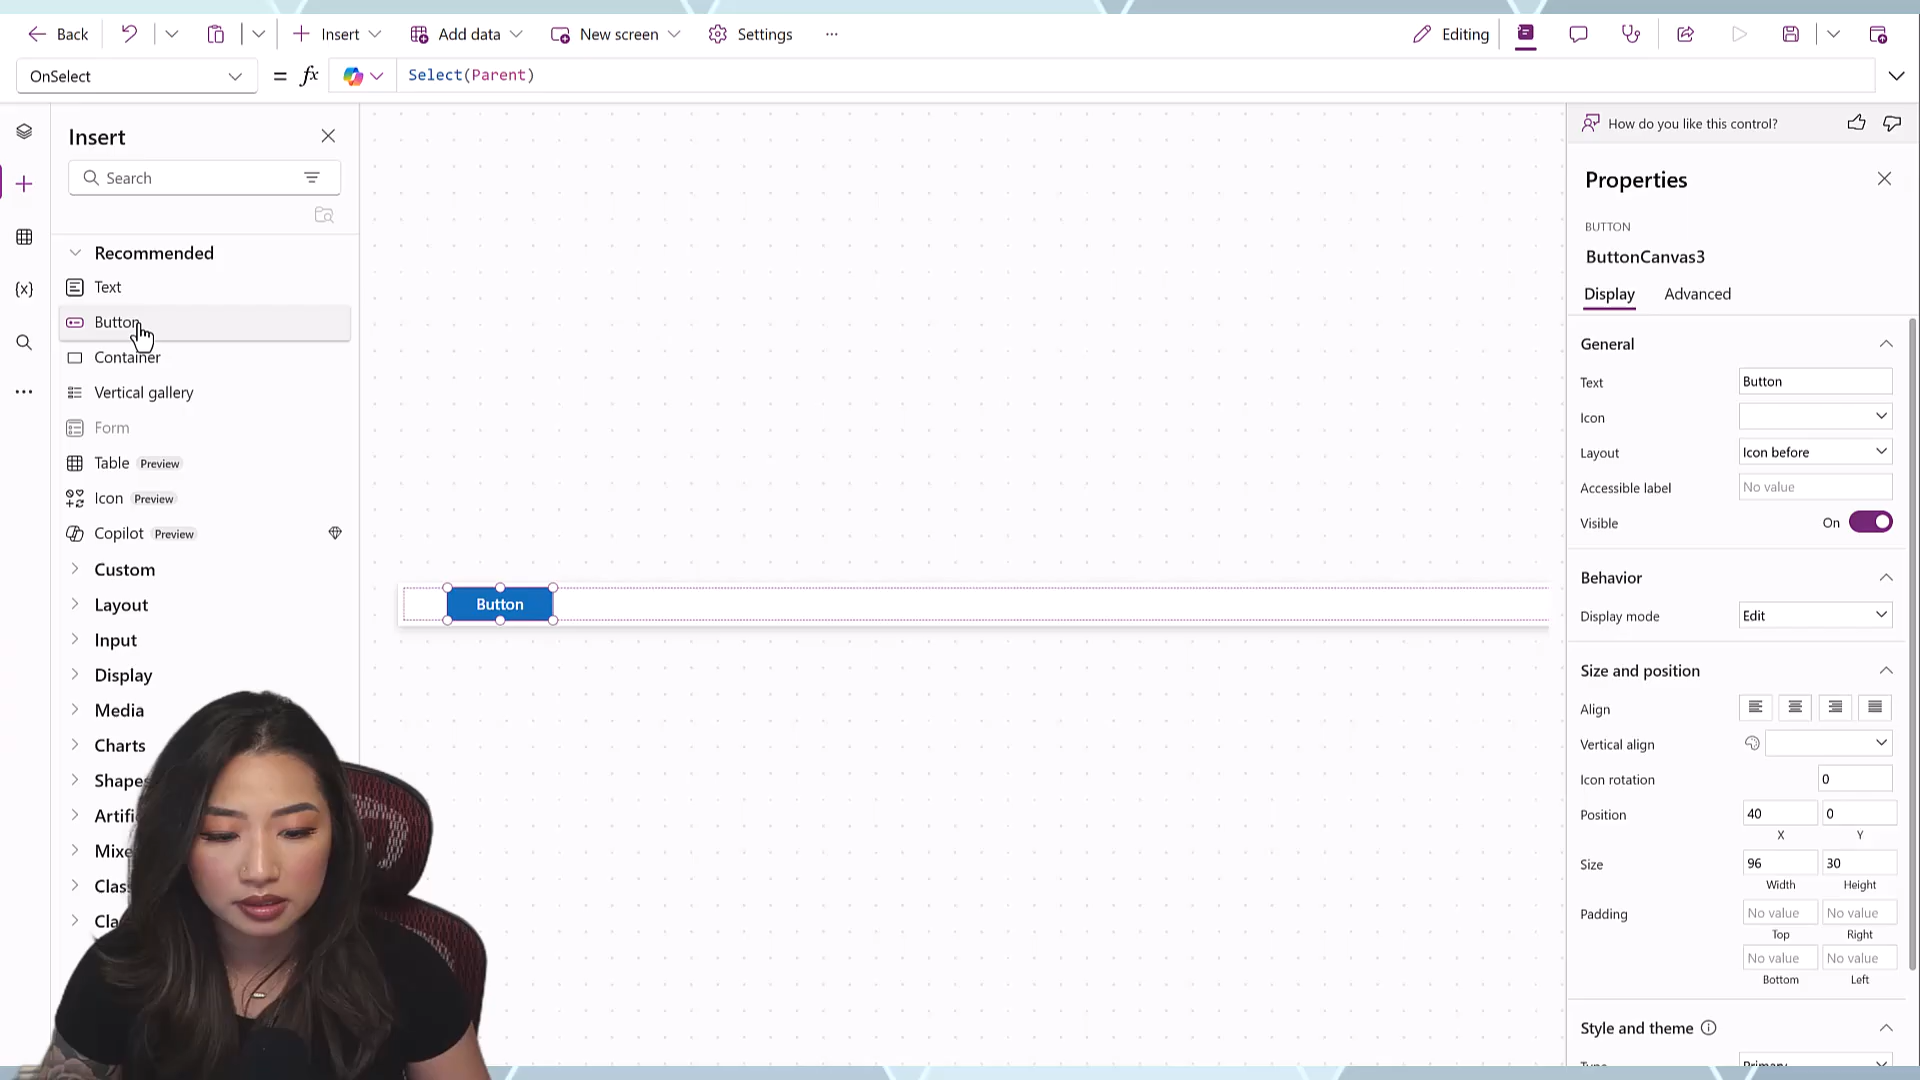 Back
Insert
Add data
New screen
Settings
Editing
OnSelect
= fx
Select(Parent)
Insert
Search
Recommended
Text
Button
Container
Vertical gallery
Form
Table Preview
Icon Preview
Copilot Preview
Custom
Layout
Input
Display
Media
Charts
Button
How do you like this control?
Properties
BUTTON
ButtonCanvas3
Display Advanced
General
Text Button
Icon
Layout Icon before
Accessible label No value
Visible On
Behavior
Display mode Edit
Size and position
Align
Vertical align
Icon rotation 0
Position 40 0
X Y
Size 96 30
Width Height
Padding No value No value
Top Right
No value No value
Bottom Left
Style and theme